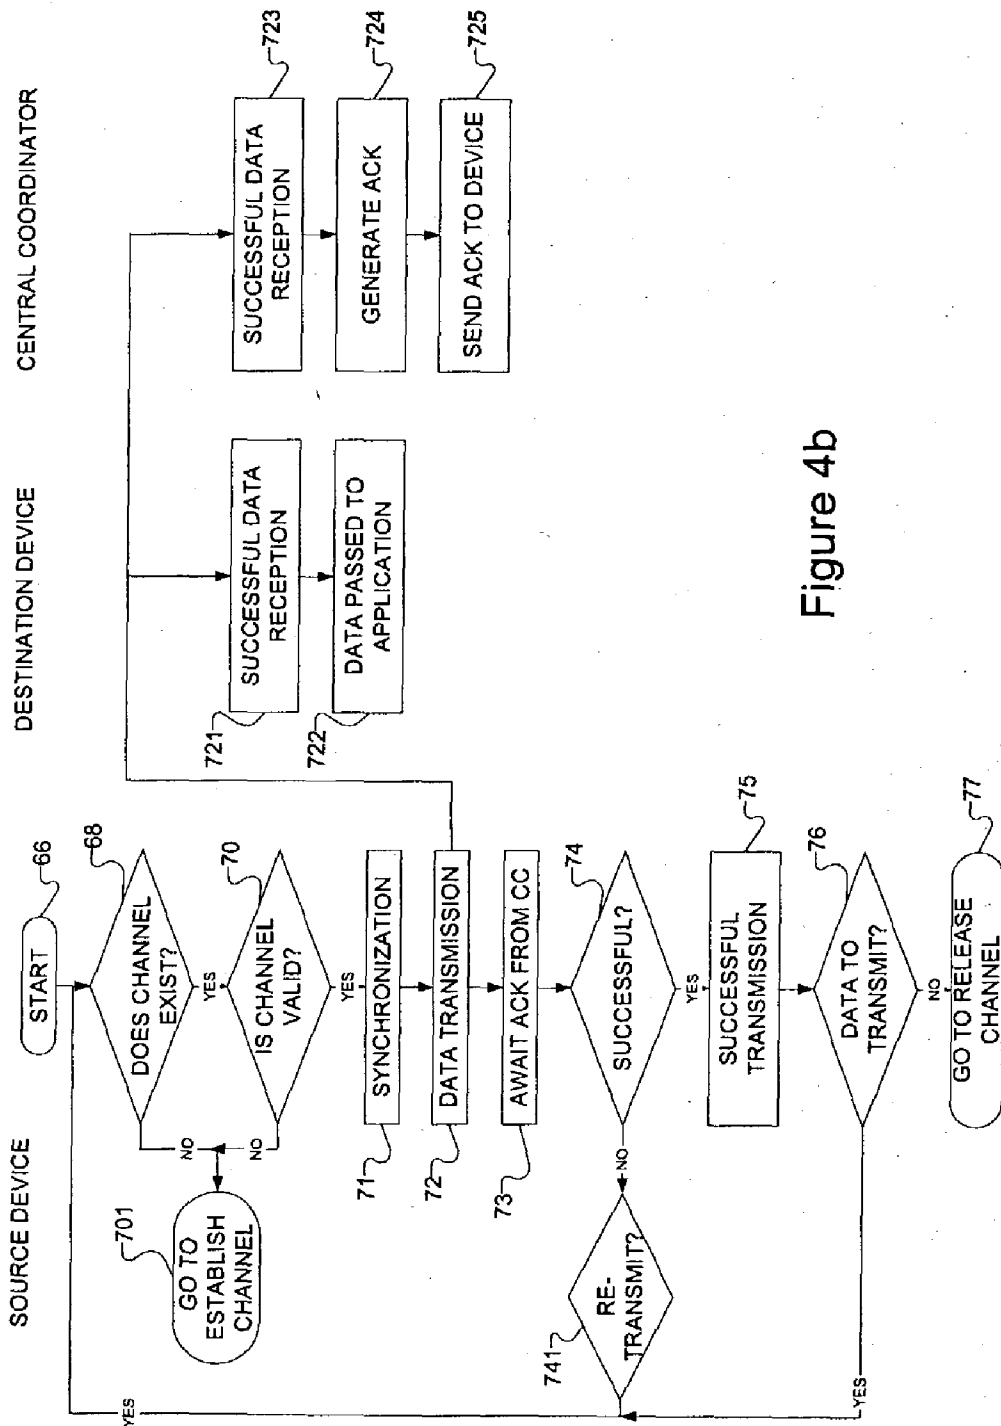 SOURCE DEVICE
DESTINATION DEVICE
CENTRAL COORDINATOR
START
66
DOES CHANNEL
EXIST?
68
NO
YES
IS CHANNEL
VALID?
70
NO
YES
GO TO
ESTABLISH
CHANNEL
701
SYNCHRONIZATION
71
DATA TRANSMISSION
72
AWAIT ACK FROM CC
73
SUCCESSFUL?
74
NO
YES
RE-
TRANSMIT?
741
YES
SUCCESSFUL
TRANSMISSION
75
DATA TO
TRANSMIT?
76
YES
NO
GO TO RELEASE
CHANNEL
77
SUCCESSFUL DATA
RECEPTION
721
DATA PASSED TO
APPLICATION
722
SUCCESSFUL DATA
RECEPTION
723
GENERATE ACK
724
SEND ACK TO DEVICE
725
Figure 4b